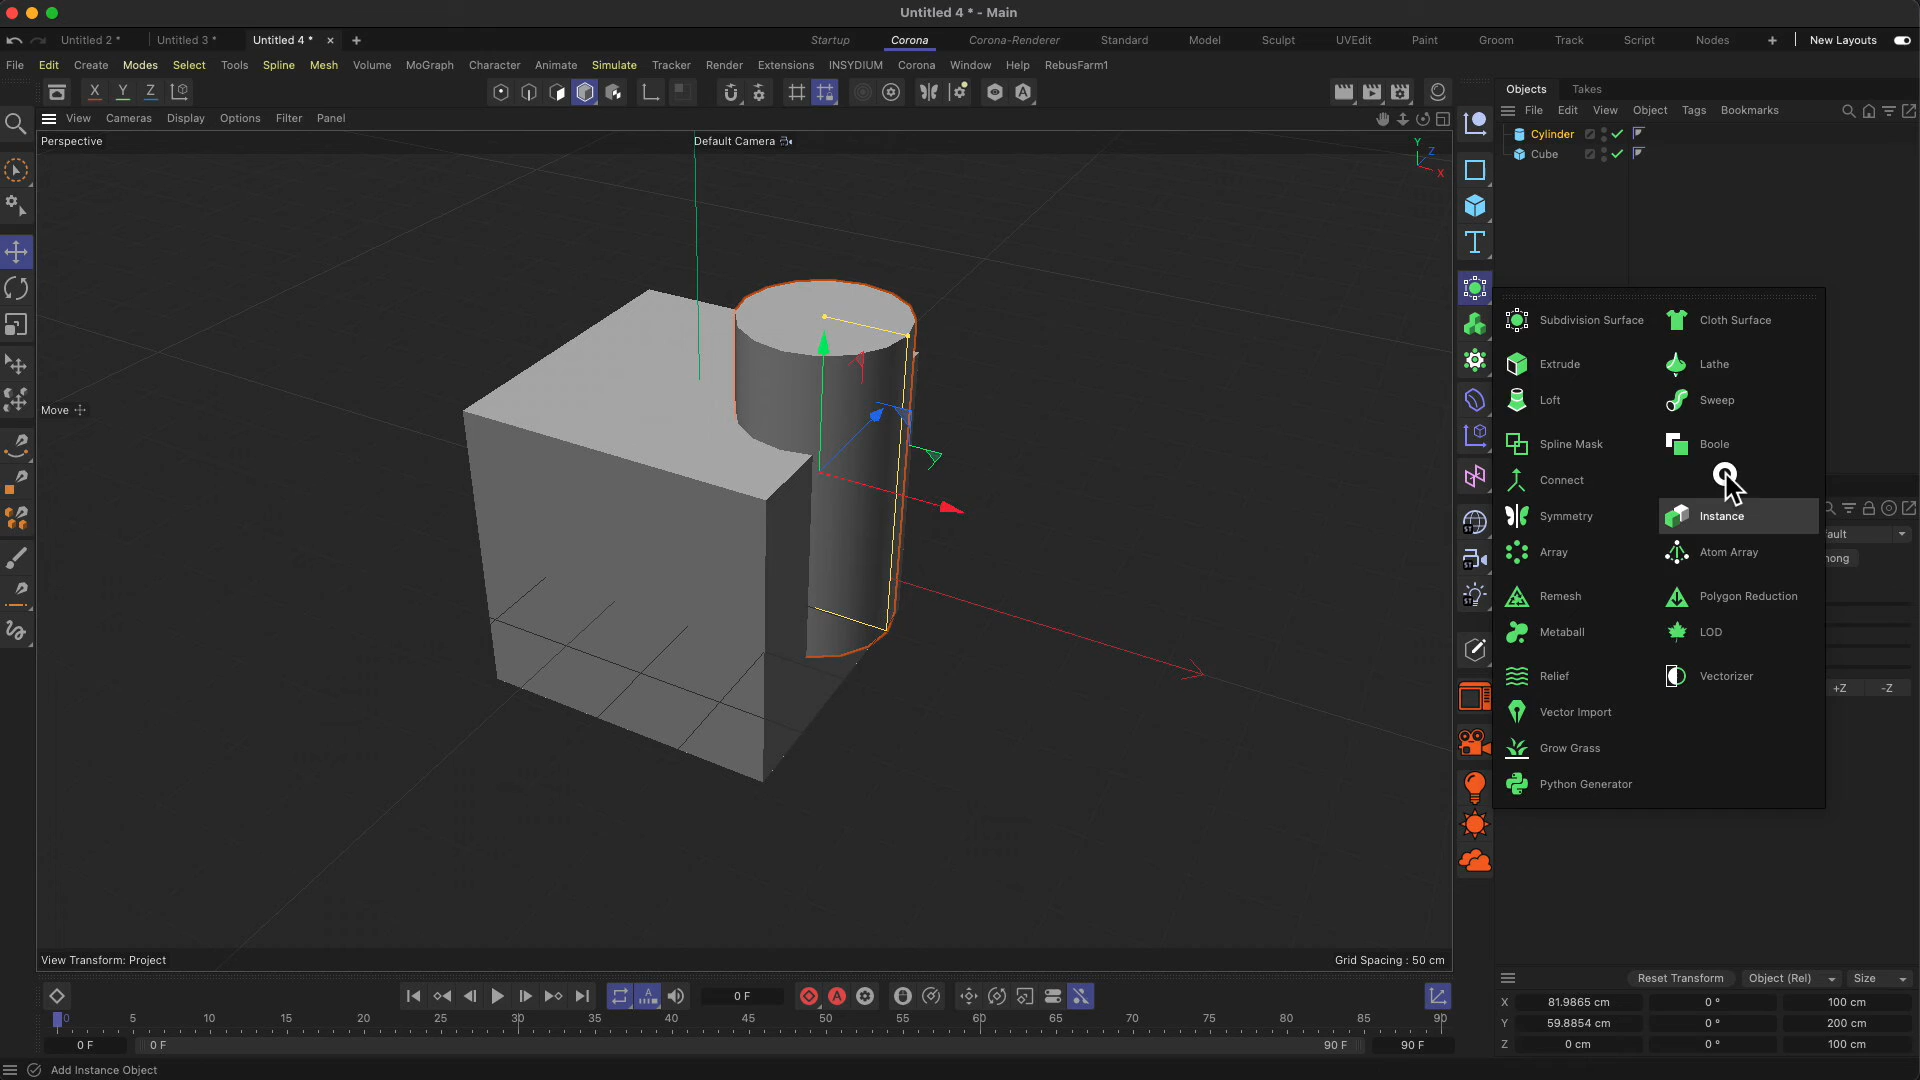 Untitled 4 * - Main
Untitled 2 *
Untitled 3 *
Untitled 4 *
Startup
Corona
Corona-Renderer
Standard
Model
Sculpt
UVEdit
Paint
Groom
Track
Script
Nodes
New Layouts
File Edit Create Modes Select Tools Spline Mesh Volume MoGraph Character Animate Simulate Tracker Render Extensions INSYDIUM Corona Window Help RebusFarm1
X Y Z
Objects Takes
File Edit View Object Tags Bookmarks
View Cameras Display Options Filter Panel
Perspective
Default Camera
Y
Z
X
Cylinder
Cube
Move
Subdivision Surface
Cloth Surface
Extrude
Lathe
Loft
Sweep
Spline Mask
Boole
Connect
Symmetry
Instance
Array
Atom Array
Remesh
Polygon Reduction
Metaball
LOD
Relief
Vectorizer
Vector Import
Grow Grass
Python Generator
ault
hong
+Z
-Z
ST
ST
ST
View Transform: Project
Grid Spacing : 50 cm
Reset Transform
Object (Rel)
Size
0 F
X 81.9865 cm 0 ° 100 cm
Y 59.8854 cm 0 ° 200 cm
Z 0 cm 0 ° 100 cm
0 5 10 15 20 25 30 35 40 45 50 55 60 65 70 75 80 85 90
0 F
0 F
90 F
90 F
Add Instance Object